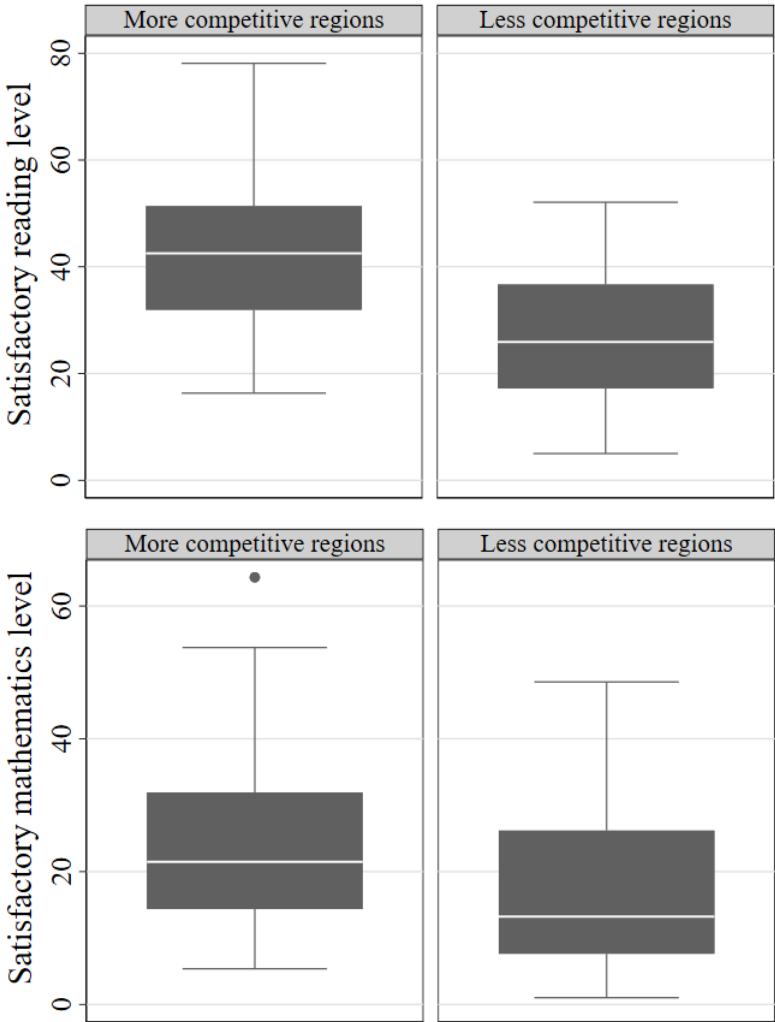 More competitive regions
Less competitive regions
Satisfactory reading level
80
60
40
20
0
More competitive regions
Less competitive regions
Satisfactory mathematics level
60
40
20
0